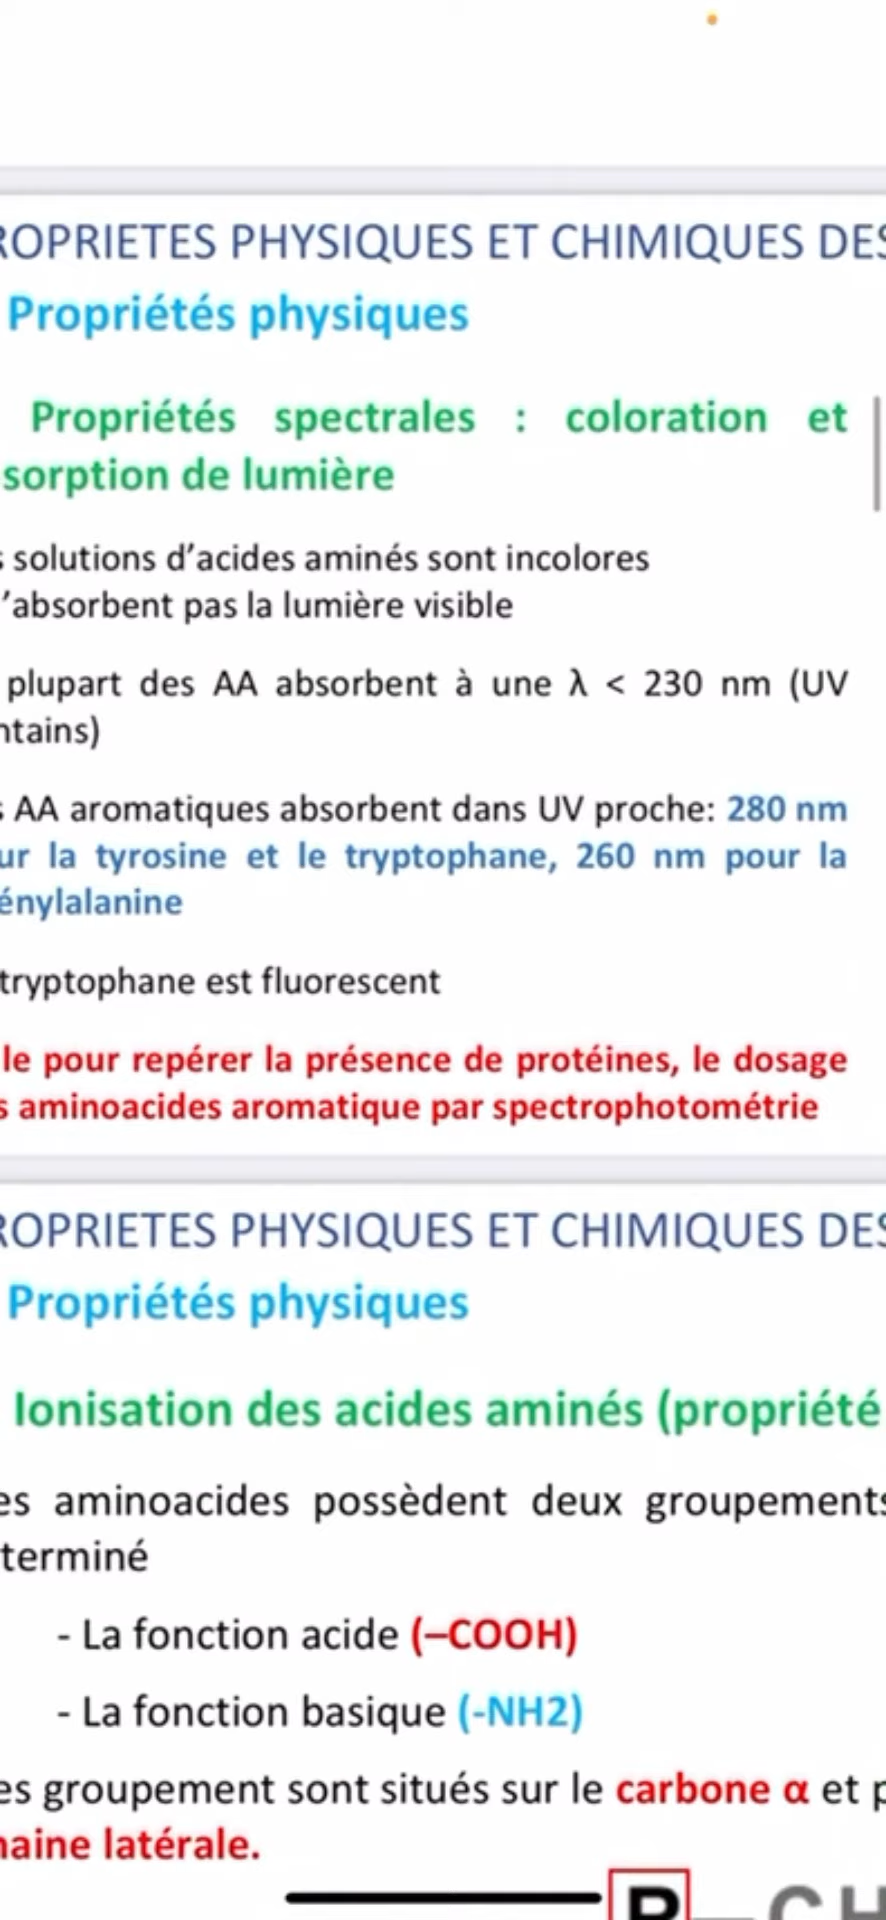 ROPRIETES PHYSIQUES ET CHIMIQUES DES
Propriétés physiques
Propriétés spectrales : coloration et
sorption de lumière
s solutions d’acides aminés sont incolores
’absorbent pas la lumière visible
plupart des AA absorbent à une λ < 230 nm (UV
ntains)
s AA aromatiques absorbent dans UV proche: 280 nm
ur la tyrosine et le tryptophane, 260 nm pour la
énylalanine
tryptophane est fluorescent
le pour repérer la présence de protéines, le dosage
s aminoacides aromatique par spectrophotométrie
ROPRIETES PHYSIQUES ET CHIMIQUES DES
Propriétés physiques
Ionisation des acides aminés (propriété
es aminoacides possèdent deux groupements
terminé
- La fonction acide (–COOH)
- La fonction basique (-NH2)
es groupement sont situés sur le carbone α et p
haine latérale.
R – CH